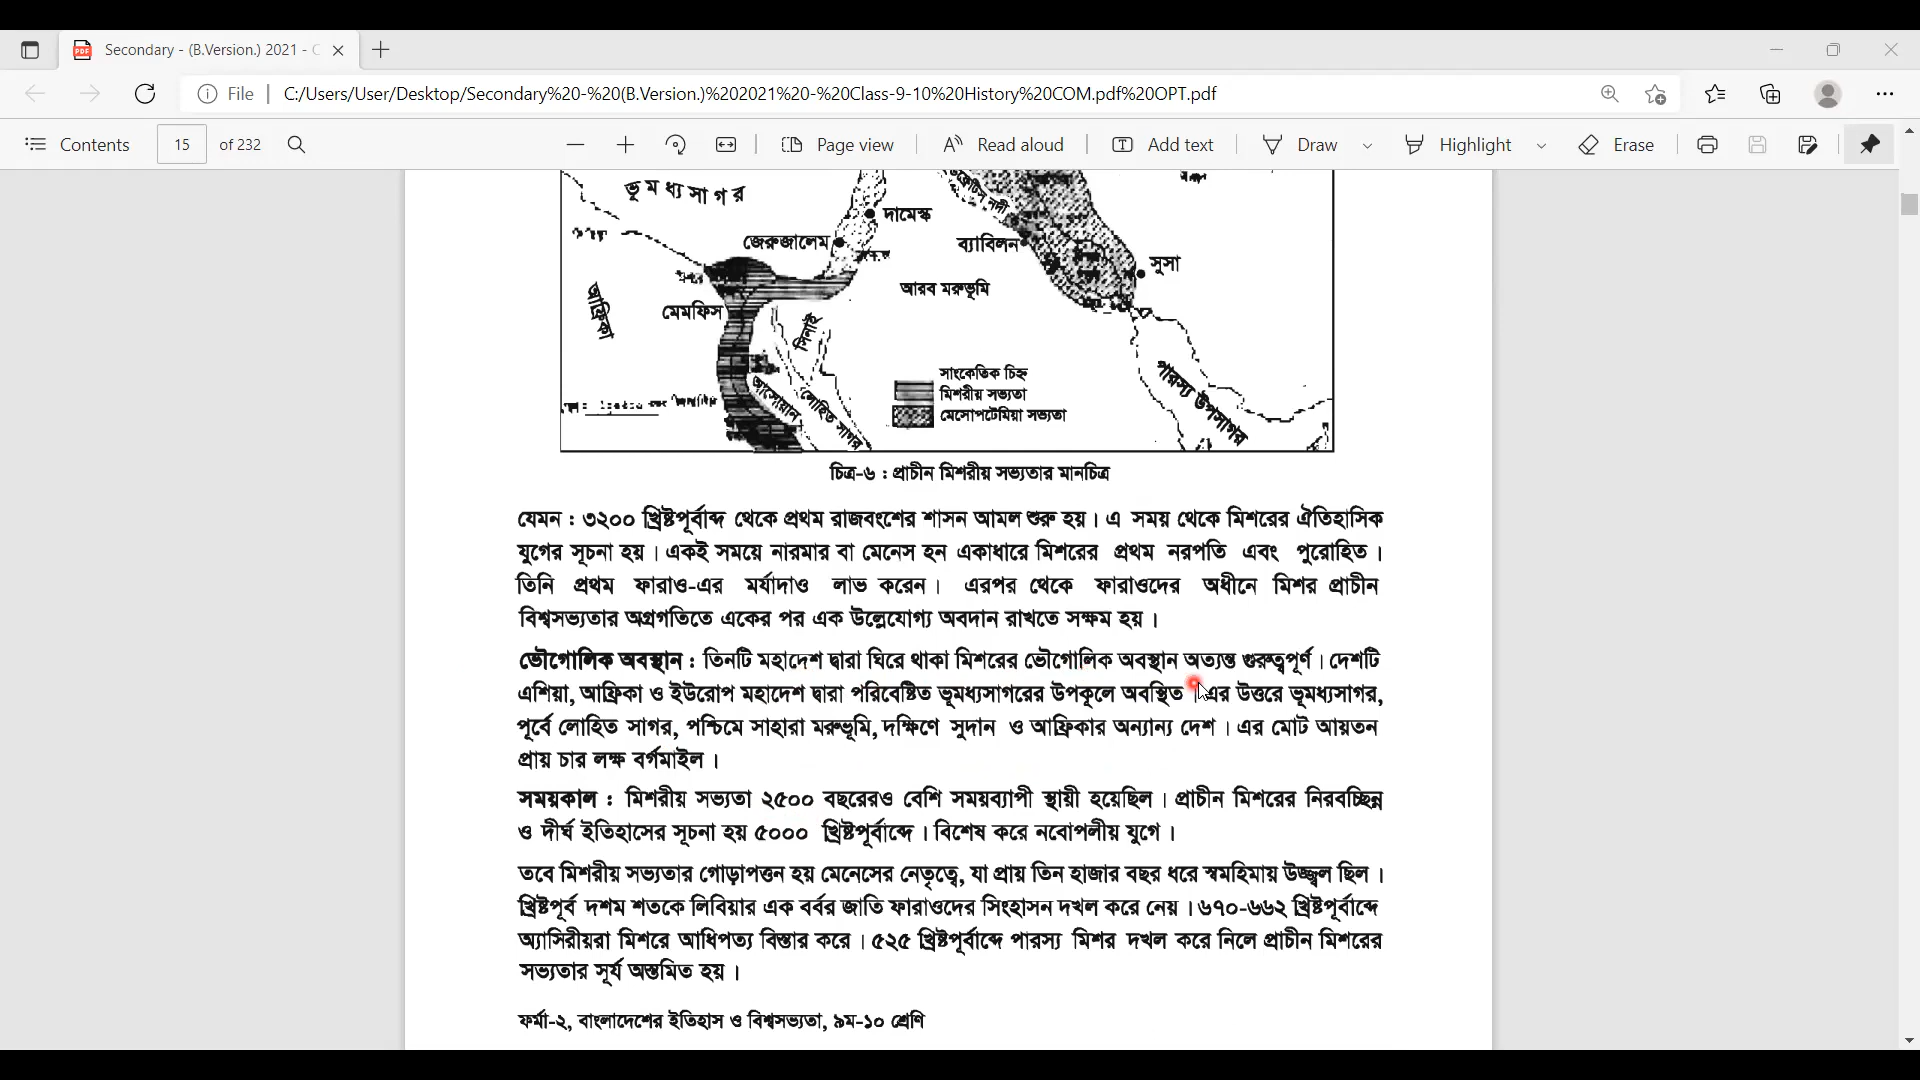 Secondary - (B.Version.) 2021 - C
File
C:/Users/User/Desktop/Secondary%20-%20(B.Version.)%202021%20-%20Class-9-10%20History%20COM.pdf%20OPT.pdf
Contents 15 of 232 Page view Read aloud Add text Draw Highlight Erase
ভূমধ্যসাগর
নদী
দামেস্ক
জেরুজালেম
ব্যাবিলন
সুসা
আরব মরুভূমি
আফ্রিকা
মেমফিস
সিনাই
পারস্য উপসাগর
লোহিত সাগর
সাংকেতিক চিহ্ন
মিশরীয় সভ্যতা
মেসোপটেমিয়া সভ্যতা
চিত্র-৬ : প্রাচীন মিশরীয় সভ্যতার মানচিত্র
যেমন : ৩২০০ খ্রিষ্টপূর্বাব্দ থেকে প্রথম রাজবংশের শাসন আমল শুরু হয়। এ সময় থেকে মিশরের ঐতিহাসিক
যুগের সূচনা হয়। একই সময়ে নারমার বা মেনেস হন একাধারে মিশরের প্রথম নরপতি এবং পুরোহিত।
তিনি প্রথম ফারাও-এর মর্যাদাও লাভ করেন। এরপর থেকে ফারাওদের অধীনে মিশর প্রাচীন
বিশ্বসভ্যতার অগ্রগতিতে একের পর এক উল্লেযোগ্য অবদান রাখতে সক্ষম হয়।
ভৌগোলিক অবস্থান : তিনটি মহাদেশ দ্বারা ঘিরে থাকা মিশরের ভৌগোলিক অবস্থান অত্যন্ত গুরুত্বপূর্ণ। দেশটি
এশিয়া, আফ্রিকা ও ইউরোপ মহাদেশ দ্বারা পরিবেষ্টিত ভূমধ্যসাগরের উপকূলে অবস্থিত। এর উত্তরে ভূমধ্যসাগর,
পূর্বে লোহিত সাগর, পশ্চিমে সাহারা মরুভূমি, দক্ষিণে সুদান ও আফ্রিকার অন্যান্য দেশ। এর মোট আয়তন
প্রায় চার লক্ষ বর্গমাইল।
সময়কাল : মিশরীয় সভ্যতা ২৫০০ বছরেরও বেশি সময়ব্যাপী স্থায়ী হয়েছিল। প্রাচীন মিশরের নিরবচ্ছিন্ন
ও দীর্ঘ ইতিহাসের সূচনা হয় ৫০০০ খ্রিষ্টপূর্বাব্দে। বিশেষ করে নবোপলীয় যুগে।
তবে মিশরীয় সভ্যতার গোড়াপত্তন হয় মেনেসের নেতৃত্বে, যা প্রায় তিন হাজার বছর ধরে স্বমহিমায় উজ্জ্বল ছিল।
খ্রিষ্টপূর্ব দশম শতকে লিবিয়ার এক বর্বর জাতি ফারাওদের সিংহাসন দখল করে নেয়। ৬৭০-৬৬২ খ্রিষ্টপূর্বাব্দে
অ্যাসিরীয়রা মিশরে আধিপত্য বিস্তার করে। ৫২৫ খ্রিষ্টপূর্বাব্দে পারস্য মিশর দখল করে নিলে প্রাচীন মিশরের
সভ্যতার সূর্য অস্তমিত হয়।
ফর্মা-২, বাংলাদেশের ইতিহাস ও বিশ্বসভ্যতা, ৯ম-১০ শ্রেণি